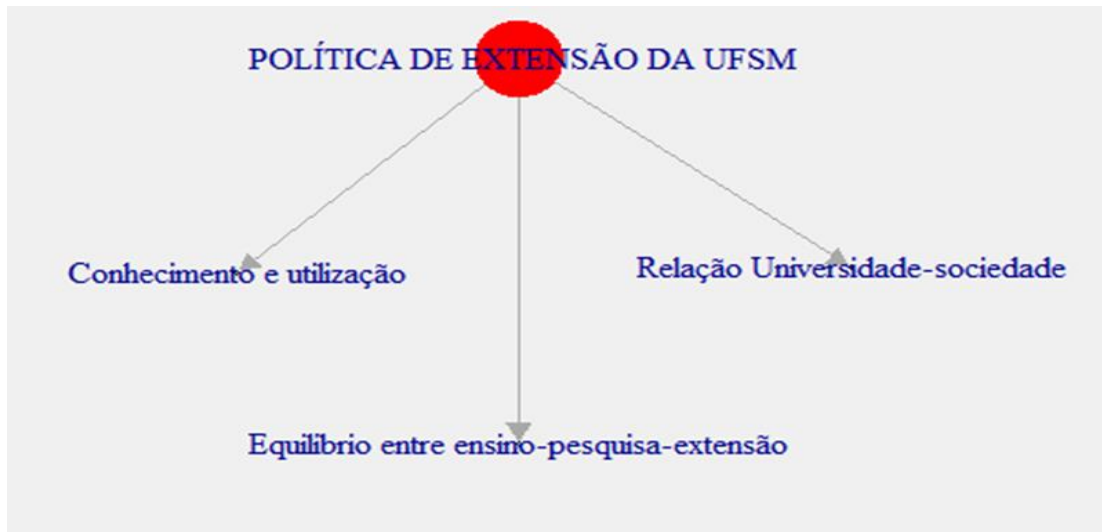 POLÍTICA DE EXTENSÃO DA UFSM
Conhecimento e utilização
Relação Universidade-sociedade
Equilíbrio entre ensino-pesquisa-extensão